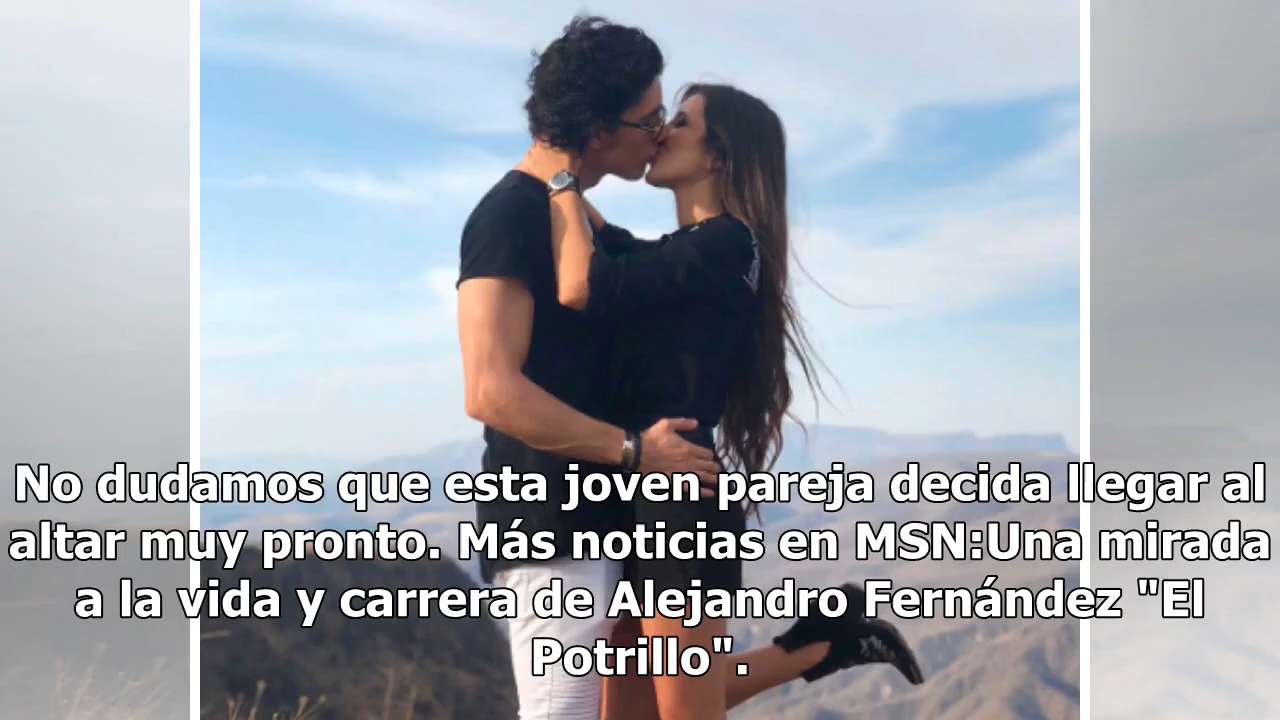 No dudamos que esta joven pareja decida llegar al
altar muy pronto. Más noticias en MSN:Una mirada
a la vida y carrera de Alejandro Fernández "El
Potrillo".